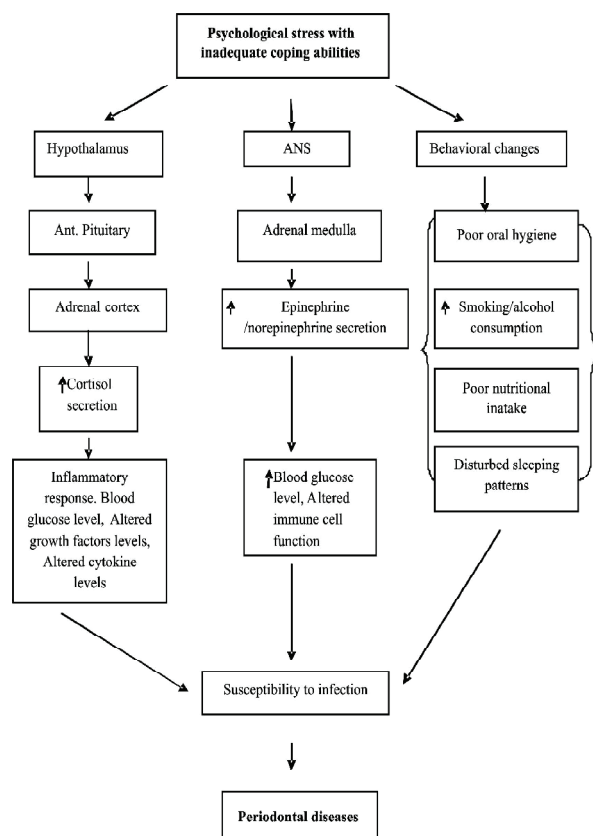 Psychological stress with
inadequate coping abilities
Hypothalamus
ANS
Behavioral changes
Ant. Pituitary
Adrenal medulla
Poor oral hygiene
Adrenal cortex
Epinephrine
/norepinephrine secretion
Smoking/alcohol
consumption
Cortisol
secretion
Poor nutritional
inatake
Inflammatory
response. Blood
glucose level, Altered
growth factors levels,
Altered cytokine
levels
Blood glucose
level, Altered
immune cell
function
Disturbed sleeping
patterns
Susceptibility to infection
Periodontal diseases